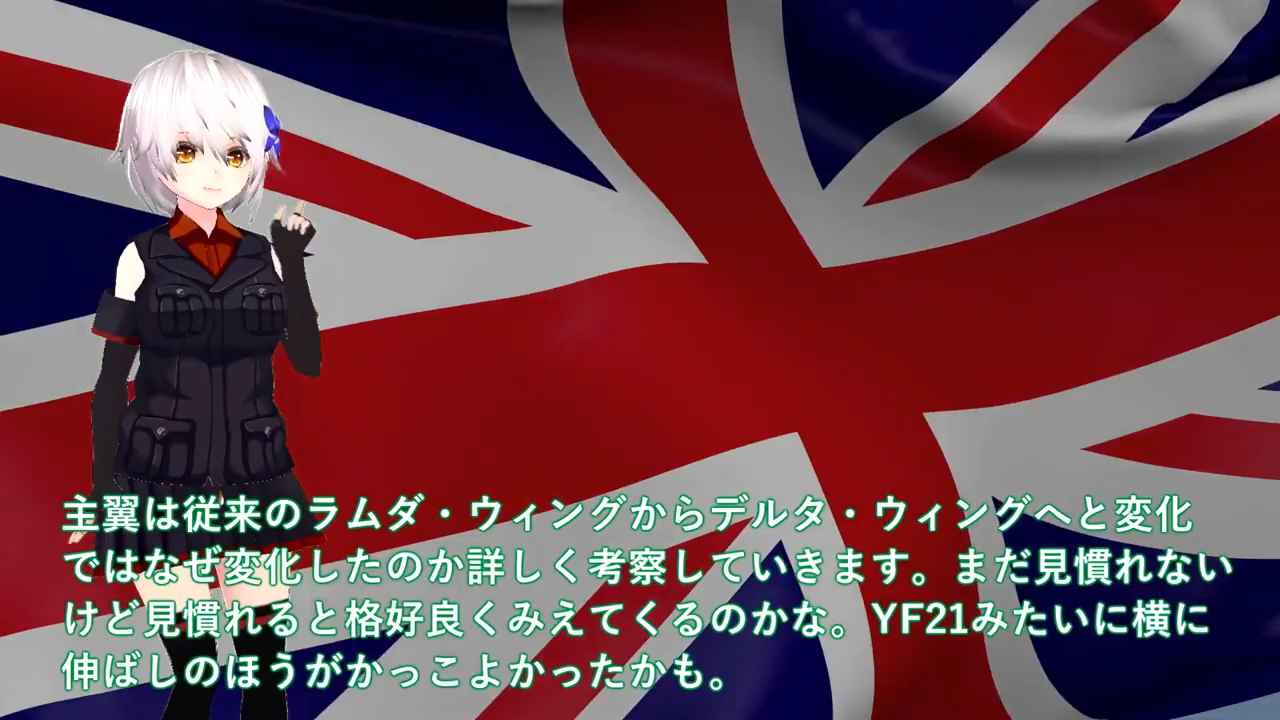 主翼は従来のラムダ・ウィングからデルタ・ウィングへと変化
ではなぜ変化したのか詳しく考察していきます。まだ見慣れない
けど見慣れると格好良くみえてくるのかな。YF21みたいに横に
伸ばしのほうがかっこよかったかも。